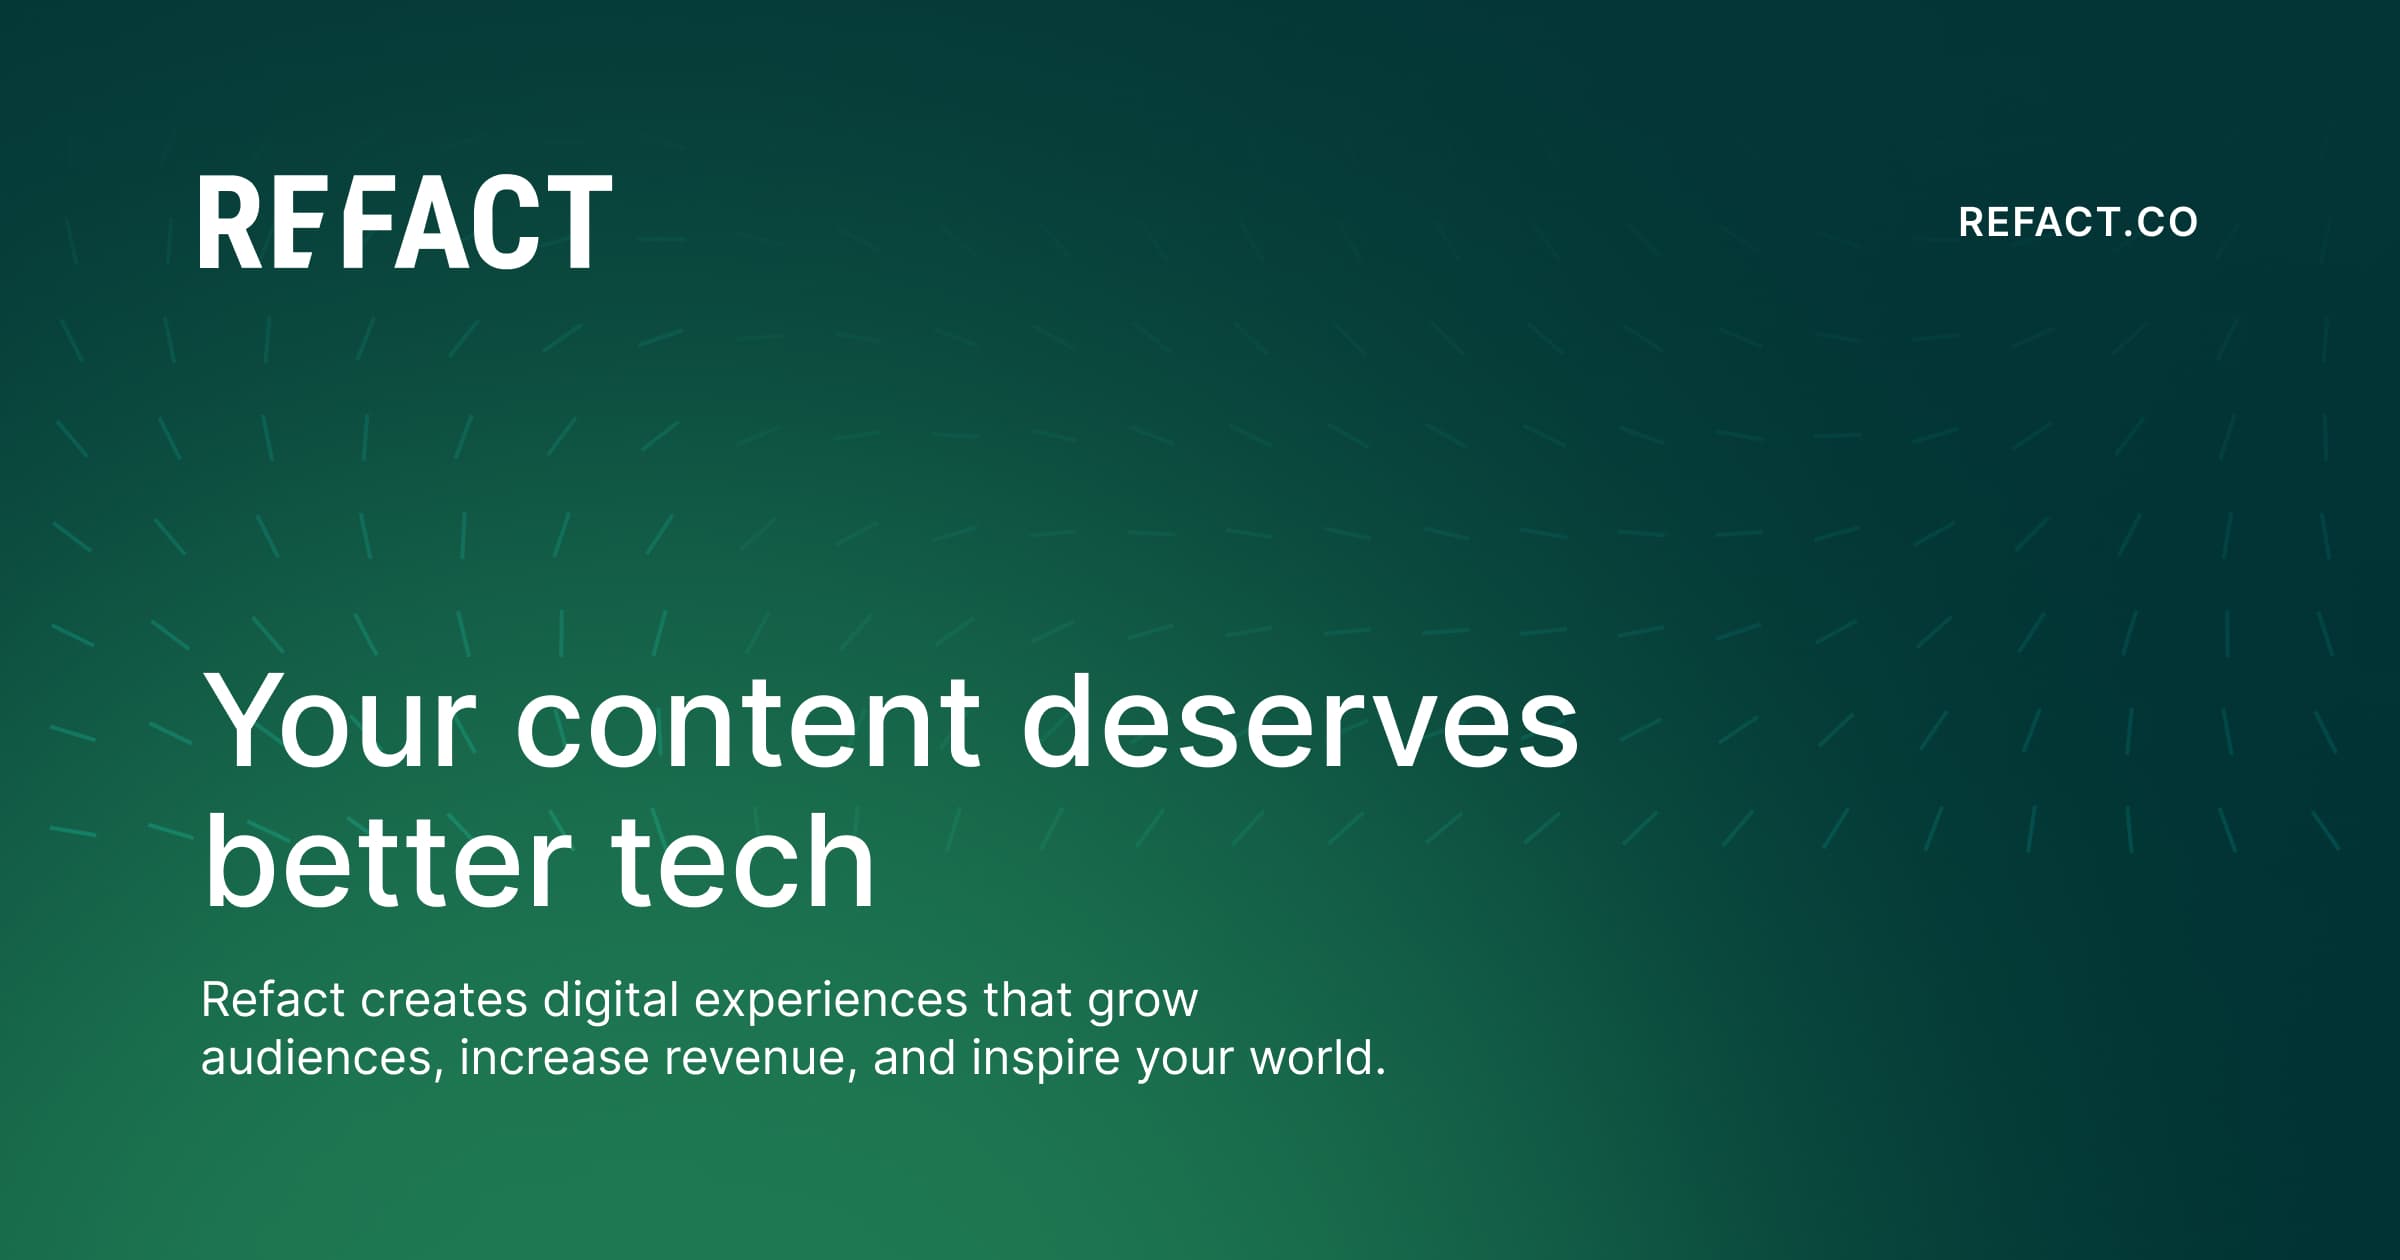 REFACT
REFACT.CO
Your content deserves
better tech
Refact creates digital experiences that grow
audiences, increase revenue, and inspire your world.